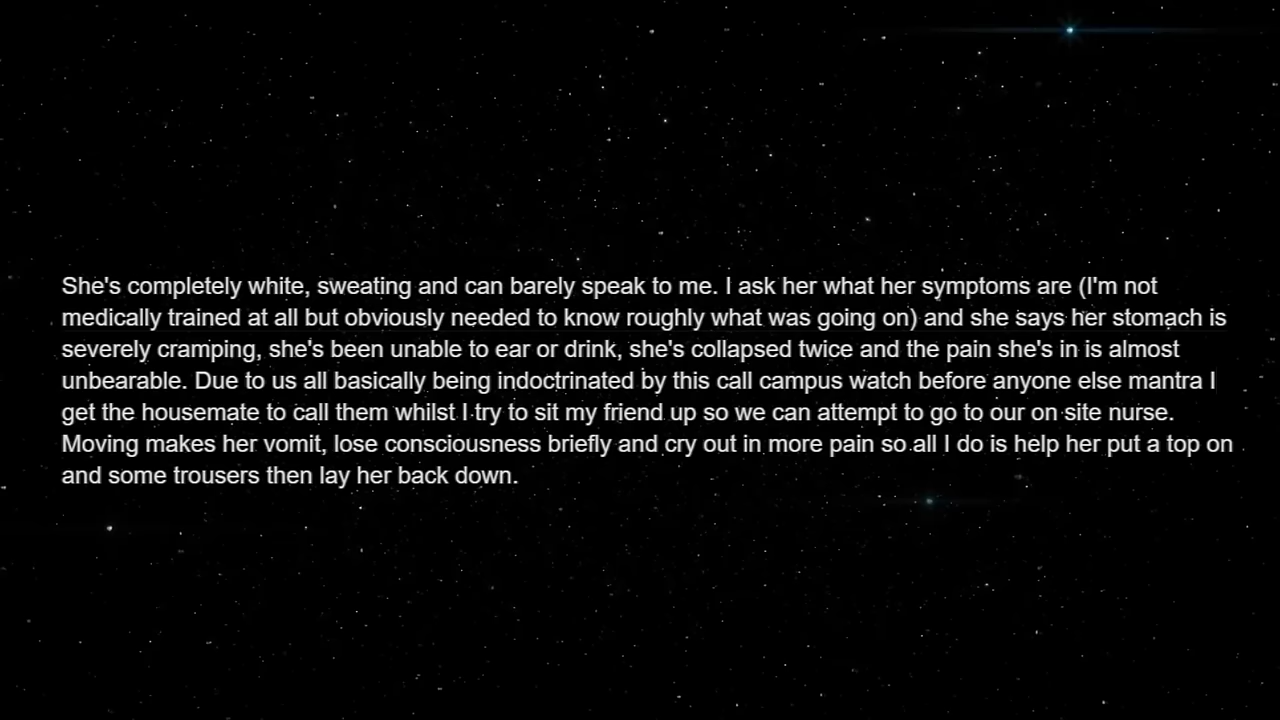 She's completely white, sweating and can barely speak to me. I ask her what her symptoms are (I'm not
medically trained at all but obviously needed to know roughly what was going on) and she says her stomach is
severely cramping, she's been unable to ear or drink, she's collapsed twice and the pain she's in is almost
unbearable. Due to us all basically being indoctrinated by this call campus watch before anyone else mantra I
get the housemate to call them whilst I try to sit my friend up so we can attempt to go to our on site nurse.
Moving makes her vomit, lose consciousness briefly and cry out in more pain so all I do is help her put a top on
and some trousers then lay her back down.